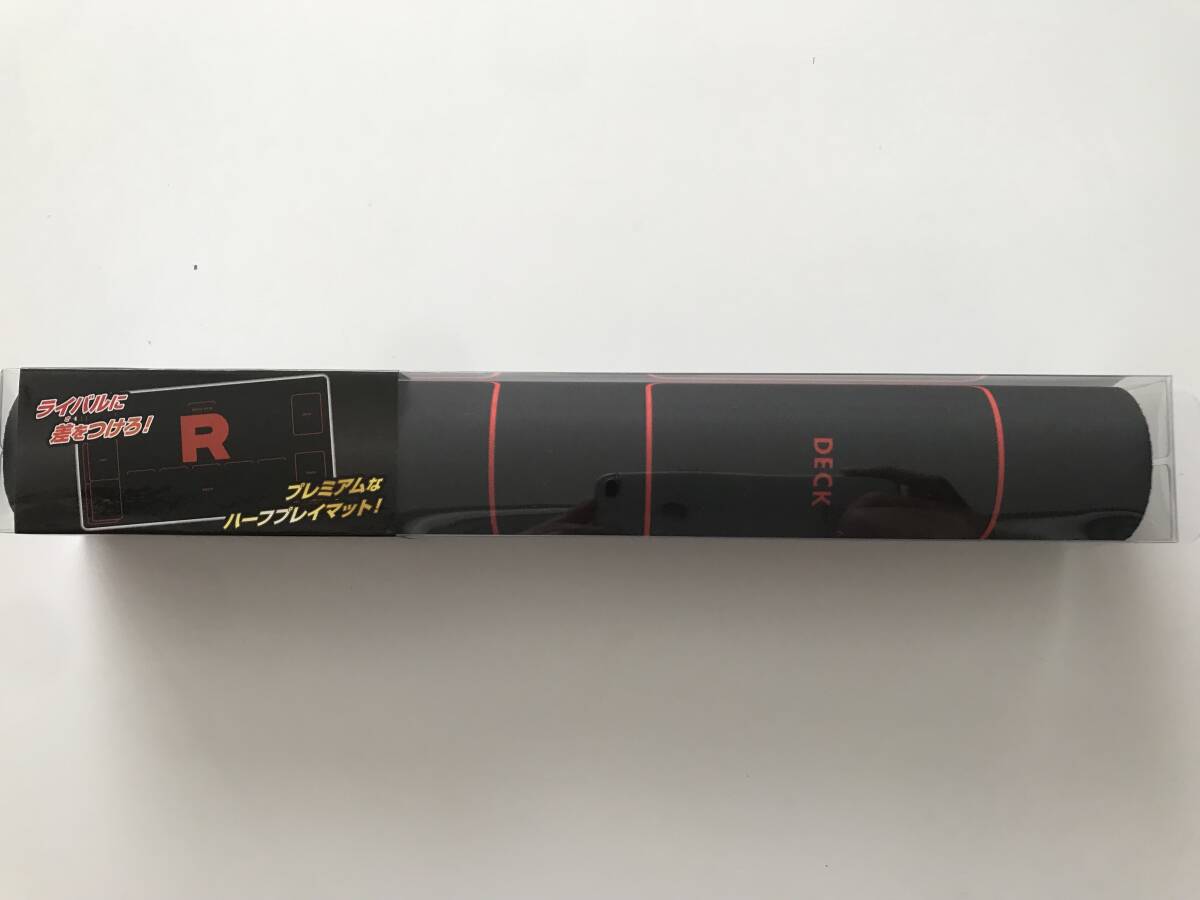 ライバルに
差をつけろ!
R
プレミアムな
ハーフプレイマット!
DECK